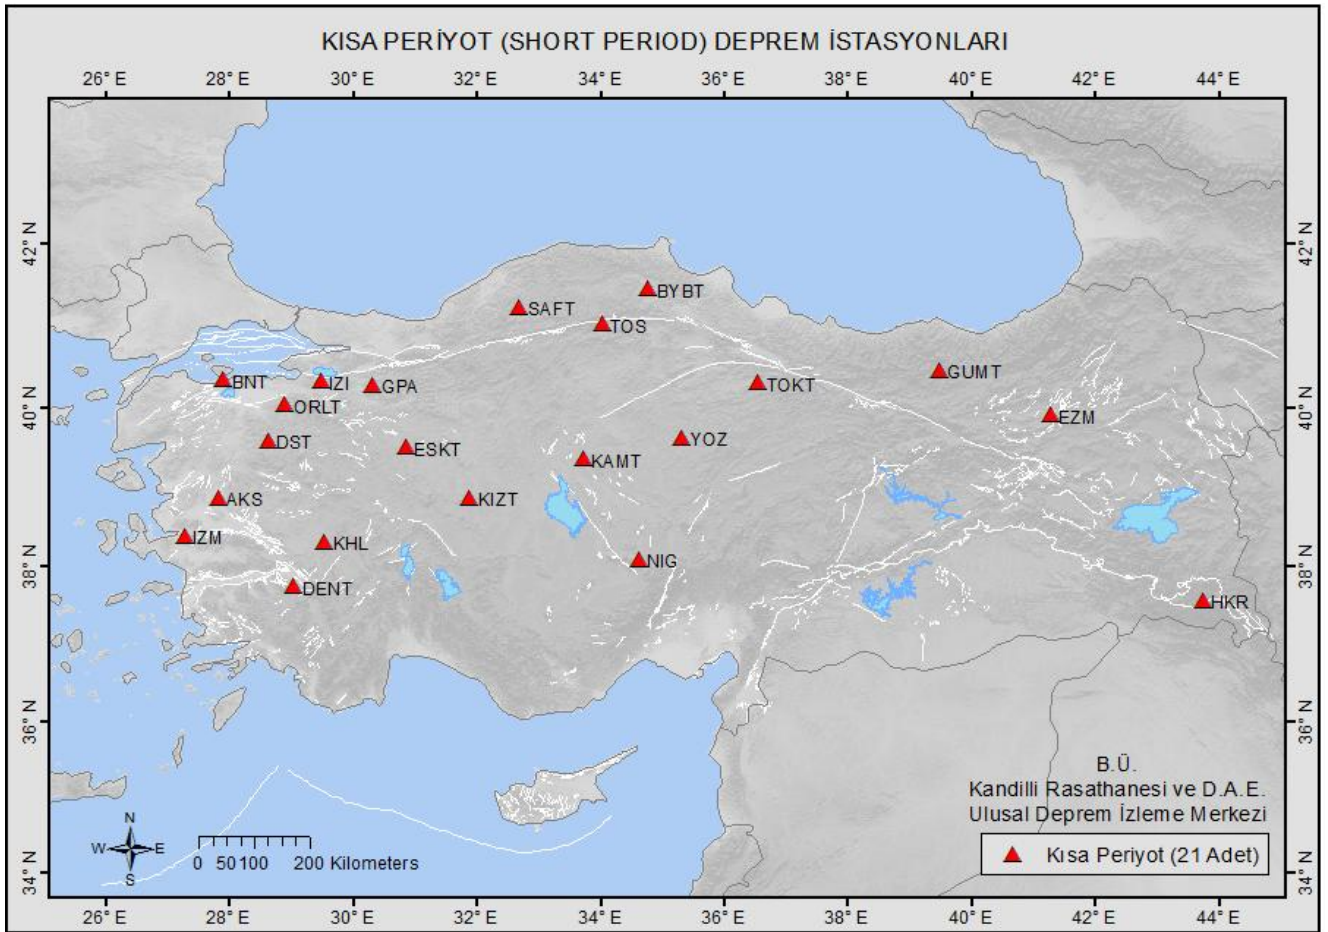 KISA PERİYOT (SHORT PERIOD) DEPREM İSTASYONLARI
26° E 28° E 30° E 32° E 34° E 36° E 38° E 40° E 42° E 44° E
42° N 42° N
BYBT
SAFT
TOS
BNT IZI GPA TOKT GUMT
ORLT 40° N EZM 40° N
DST ESKT KAMT YOZ
AKS KIZT
IZM KHL NIG
38° N 38° N
DENT HKR
36° N 36° N
B.Ü.
Kandilli Rasathanesi ve D.A.E.
Ulusal Deprem İzleme Merkezi
N
W E
S
0 50 100 200 Kilometers
Kısa Periyot (21 Adet)
34° N 34° N
26° E 28° E 30° E 32° E 34° E 36° E 38° E 40° E 42° E 44° E